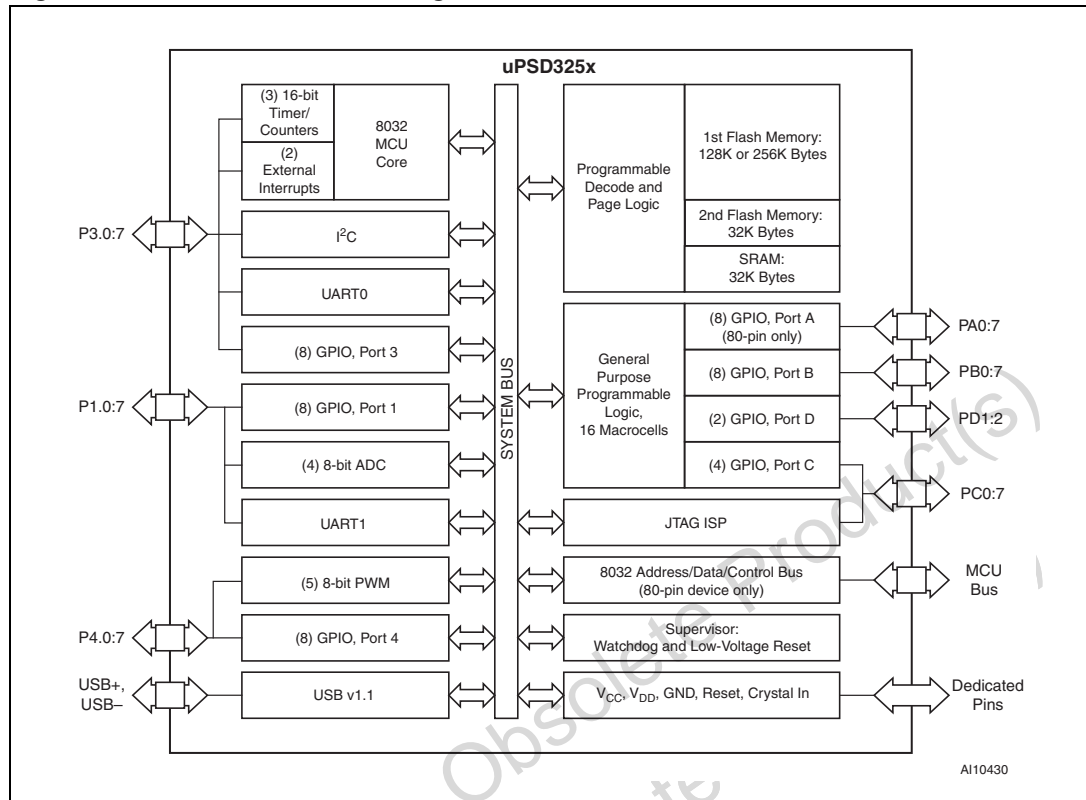 uPSD325x
(3) 16-bit
Timer/
Counters
(2)
External
Interrupts
8032
MCU
Core
I²C
UART0
(8) GPIO, Port 3
(8) GPIO, Port 1
(4) 8-bit ADC
UART1
(5) 8-bit PWM
(8) GPIO, Port 4
USB v1.1
P3.0:7
P1.0:7
P4.0:7
USB+,
USB–
SYSTEM BUS
Programmable
Decode and
Page Logic
1st Flash Memory:
128K or 256K Bytes
2nd Flash Memory:
32K Bytes
SRAM:
32K Bytes
General
Purpose
Programmable
Logic,
16 Macrocells
(8) GPIO, Port A
(80-pin only)
(8) GPIO, Port B
(2) GPIO, Port D
(4) GPIO, Port C
JTAG ISP
8032 Address/Data/Control Bus
(80-pin device only)
Supervisor:
Watchdog and Low-Voltage Reset
VCC, VDD, GND, Reset, Crystal In
PA0:7
PB0:7
PD1:2
PC0:7
MCU
Bus
Dedicated
Pins
AI10430
Obsolete Product(s)